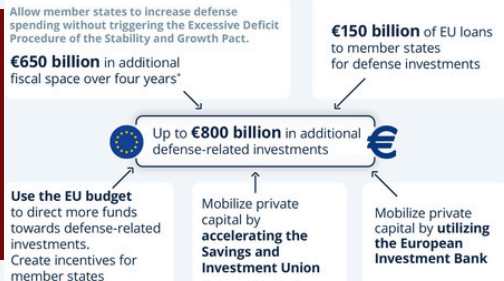 Allow member states to increase defense
spending without triggering the Excessive Deficit
Procedure of the Stability and Growth Pact.
€650 billion in additional
fiscal space over four years*
€150 billion of EU loans
to member states
for defense investments
Up to €800 billion in additional
defense-related investments
€
Use the EU budget
to direct more funds
towards defense-related
investments.
Create incentives for
member states
Mobilize private
capital by
accelerating the
Savings and
Investment Union
Mobilize private
capital by utilizing
the European
Investment Bank